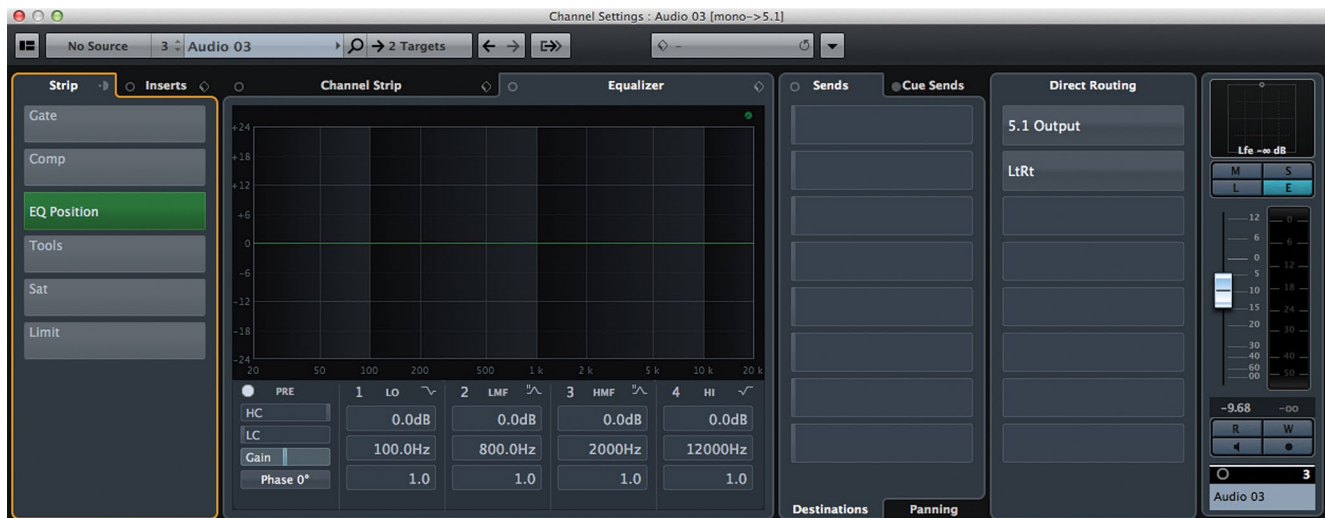 Channel Settings : Audio 03 [mono->5.1]
No Source 3 Audio 03 → 2 Targets ← → –
Strip Inserts Channel Strip Equalizer Sends Cue Sends Direct Routing
Gate
Comp
EQ Position
Tools
Sat
Limit
+24
+18
+12
+6
0
−6
−12
−18
−24
20 50 100 200 500 1 k 2 k 5 k 10 k 20 k
PRE 1 LO 2 LMF 3 HMF 4 HI
HC 0.0dB 0.0dB 0.0dB 0.0dB
LC
100.0Hz 800.0Hz 2000Hz 12000Hz
Gain
Phase 0° 1.0 1.0 1.0 1.0
Destinations Panning
5.1 Output
LtRt
Lfe -∞ dB
M S
L E
12 0
6 6
0 12
5
10 18
15 24
20 30
30
40 40
60
00 50
-9.68 -oo
R W
3
Audio 03